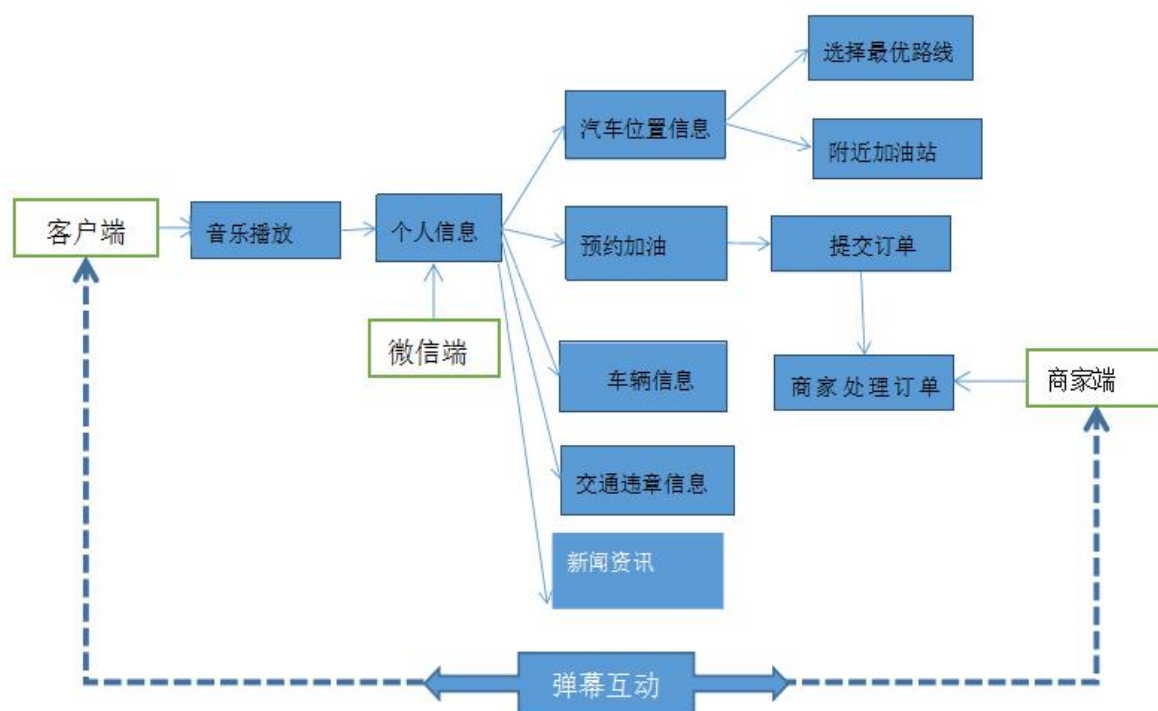 选择最优路线
汽车位置信息
附近加油站
客户端
音乐播放
个人信息
预约加油
提交订单
微信端
车辆信息
商家处理订单
商家端
交通违章信息
新闻资讯
弹幕互动